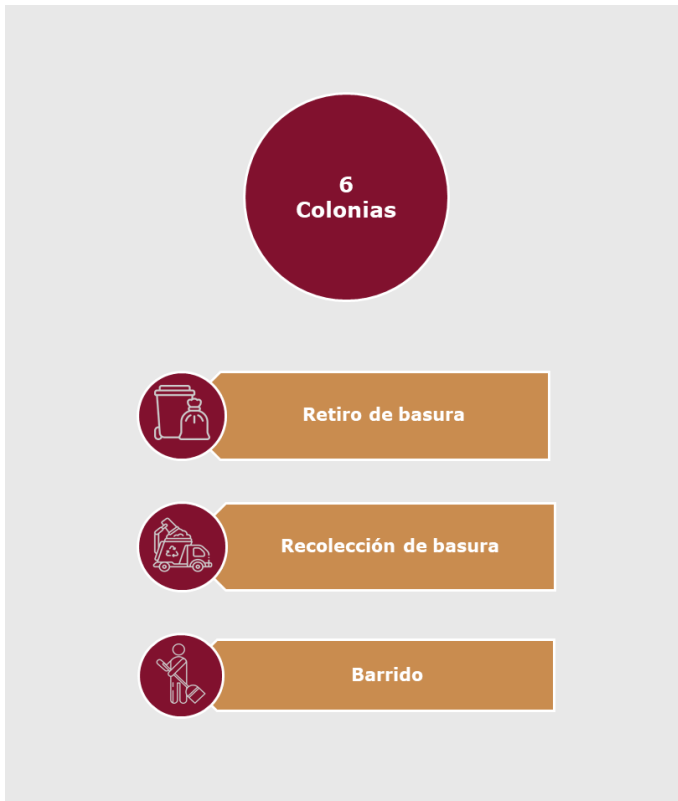 6
Colonias
Retiro de basura
Recolección de basura
Barrido